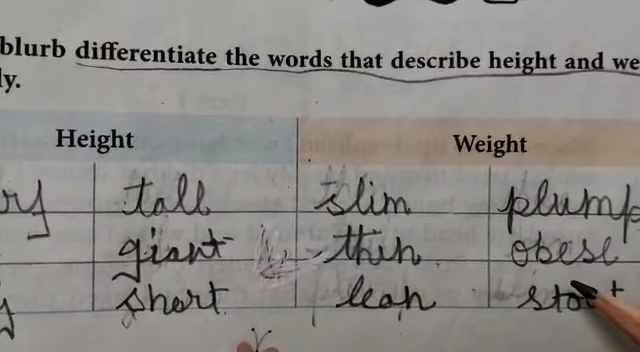 blurb differentiate the words that describe height and we
ly.
Height Weight
ry tall slim plump
giant thin obese
y short lean